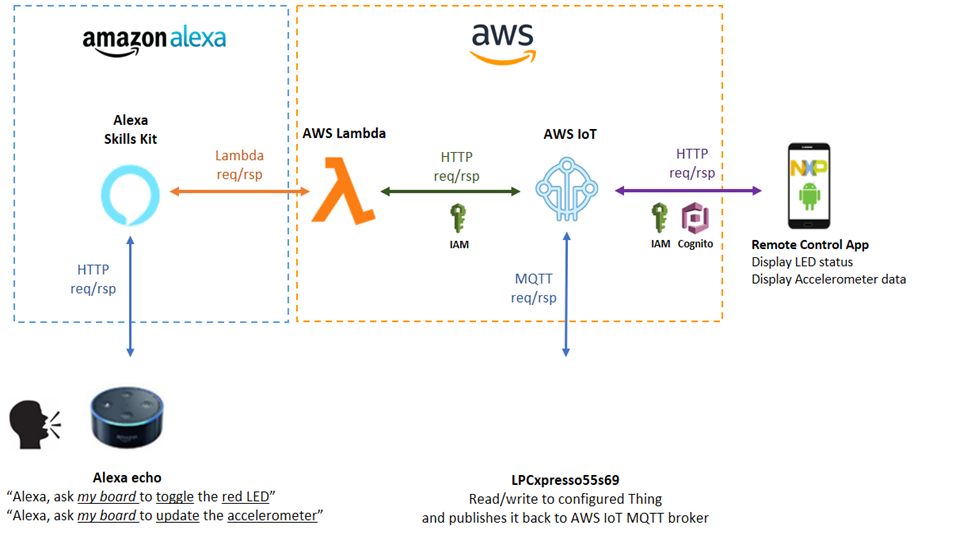 amazon alexa
aws
Alexa
Skills Kit
AWS Lambda
AWS IoT
Lambda
req/rsp
HTTP
req/rsp
HTTP
req/rsp
NXP
IAM
IAM
Cognito
Remote Control App
Display LED status
Display Accelerometer data
HTTP
req/rsp
MQTT
req/rsp
Alexa echo
“Alexa, ask my board to toggle the red LED”
“Alexa, ask my board to update the accelerometer”
LPCxpresso55s69
Read/write to configured Thing
and publishes it back to AWS IoT MQTT broker